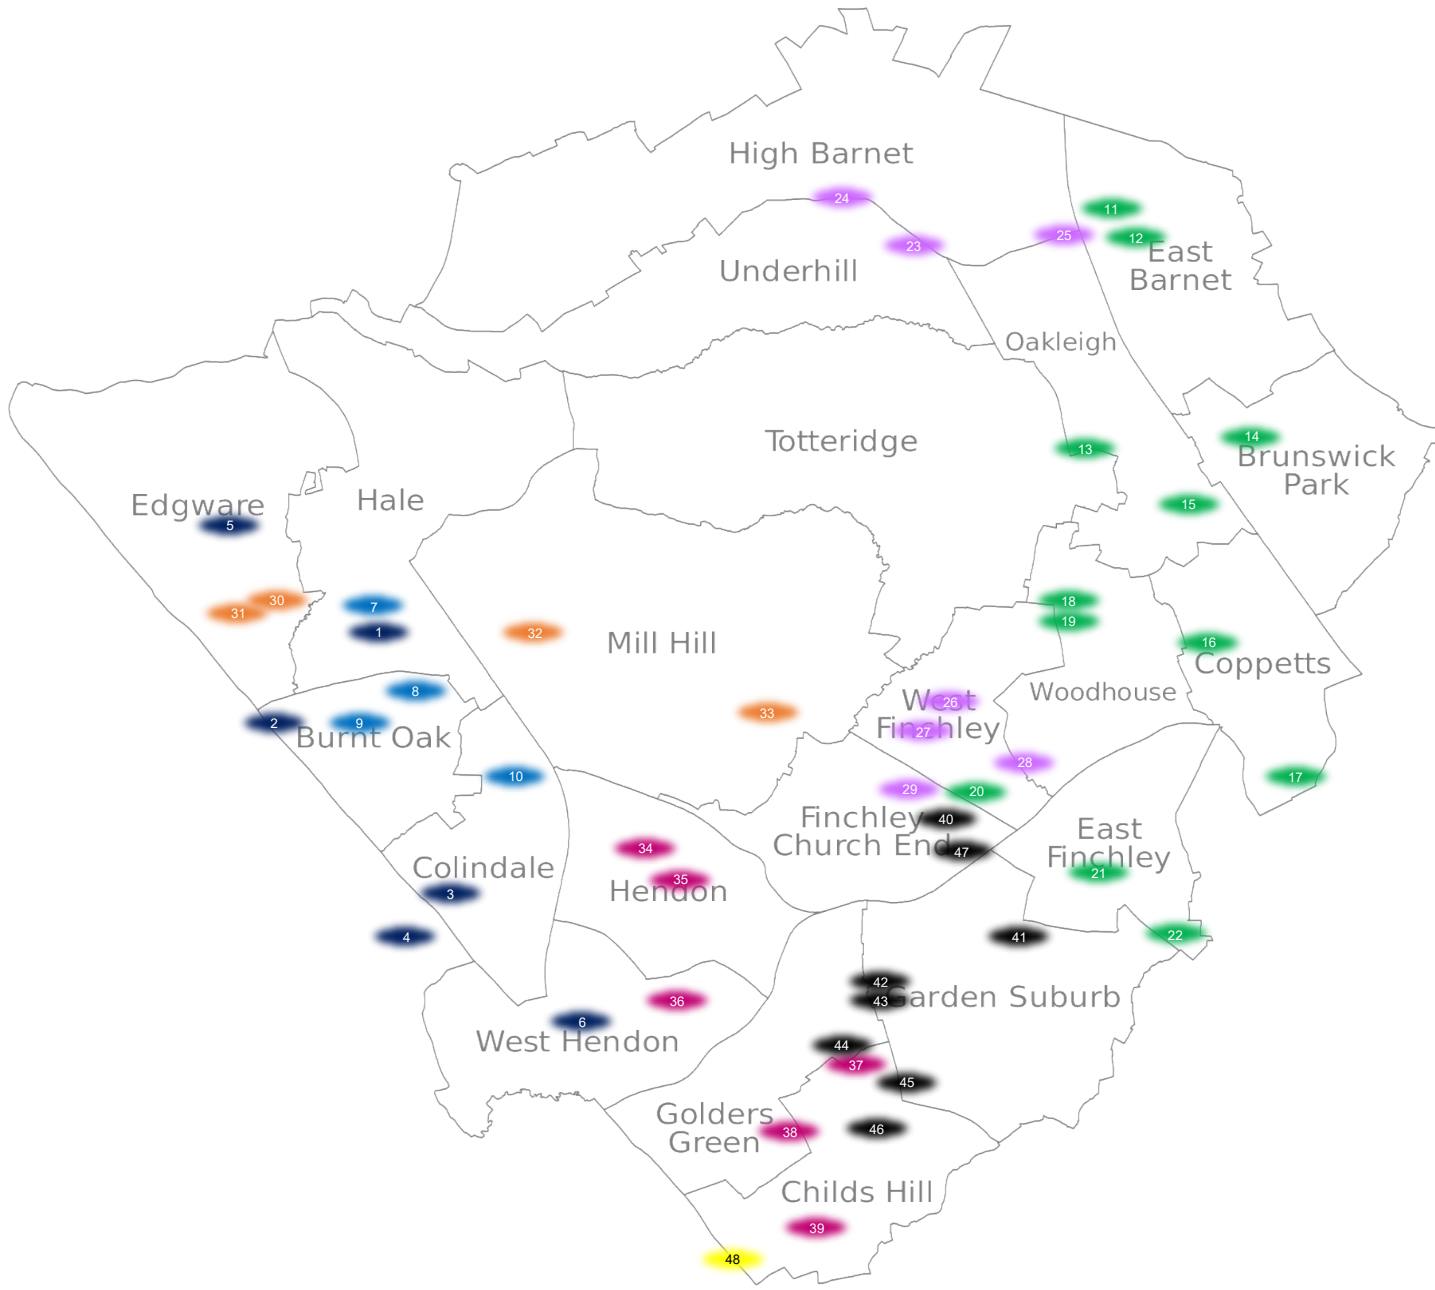 High Barnet
24
11
25
12
23
East
Barnet
Underhill
Oakleigh
14
Totteridge
13
Brunswick
Park
Hale
Edgware
15
5
30
18
7
31
19
1
32
Mill Hill
16
Coppetts
8
Woodhouse
West
26
33
2
9
Finchley
27
Burnt Oak
28
10
17
29
20
Finchley
40
Church End
47
East
Finchley
34
21
Colindale
35
Hendon
3
4
41
22
42
Garden Suburb
43
36
6
West Hendon
44
37
45
Golders
Green
38
46
Childs Hill
39
48